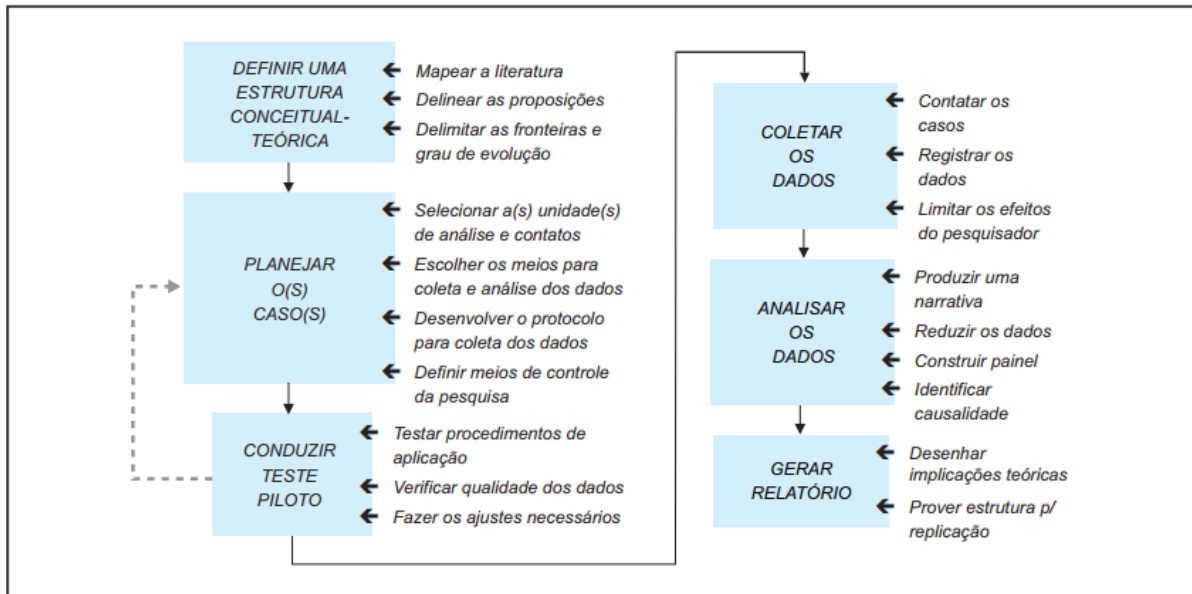 DEFINIR UMA
ESTRUTURA
CONCEITUAL-
TEÓRICA
Mapear a literatura
Delinear as proposições
Delimitar as fronteiras e
grau de evolução
PLANEJAR
O(S)
CASO(S)
Selecionar a(s) unidade(s)
de análise e contatos
Escolher os meios para
coleta e análise dos dados
Desenvolver o protocolo
para coleta dos dados
Definir meios de controle
da pesquisa
CONDUZIR
TESTE
PILOTO
Testar procedimentos de
aplicação
Verificar qualidade dos dados
Fazer os ajustes necessários
COLETAR
OS
DADOS
Contatar os
casos
Registrar os
dados
Limitar os efeitos
do pesquisador
ANALISAR
OS
DADOS
Produzir uma
narrativa
Reduzir os dados
Construir painel
Identificar
causalidade
GERAR
RELATÓRIO
Desenhar
implicações teóricas
Prover estrutura p/
replicação